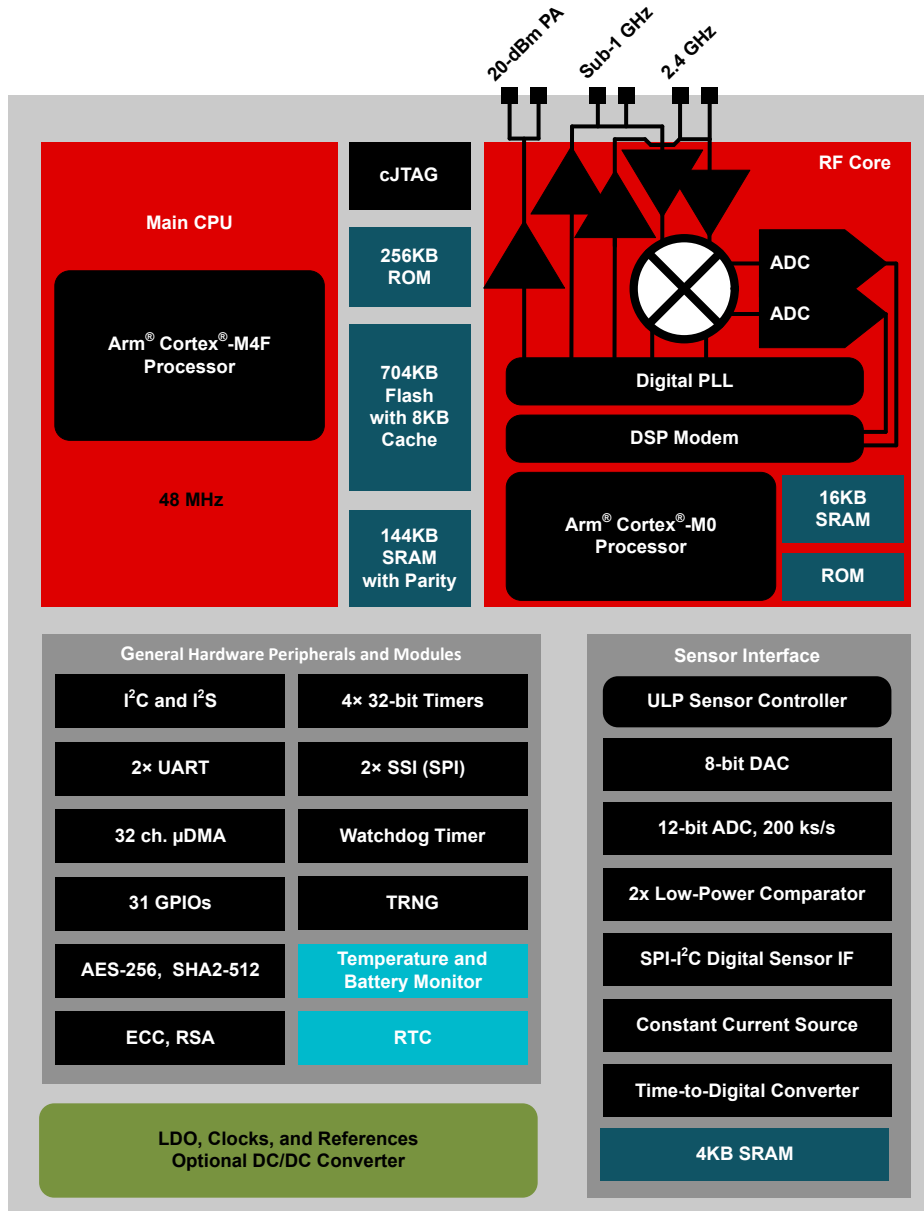 20-dBm PA
Sub-1 GHz
2.4 GHz
Main CPU
Arm® Cortex®-M4F
Processor
48 MHz
cJTAG
256KB
ROM
704KB
Flash
with 8KB
Cache
144KB
SRAM
with Parity
RF Core
ADC
ADC
Digital PLL
DSP Modem
Arm® Cortex®-M0
Processor
16KB
SRAM
ROM
General Hardware Peripherals and Modules
I²C and I²S
4× 32-bit Timers
2× UART
2× SSI (SPI)
32 ch. µDMA
Watchdog Timer
31 GPIOs
TRNG
AES-256, SHA2-512
Temperature and
Battery Monitor
ECC, RSA
RTC
LDO, Clocks, and References
Optional DC/DC Converter
Sensor Interface
ULP Sensor Controller
8-bit DAC
12-bit ADC, 200 ks/s
2x Low-Power Comparator
SPI-I²C Digital Sensor IF
Constant Current Source
Time-to-Digital Converter
4KB SRAM